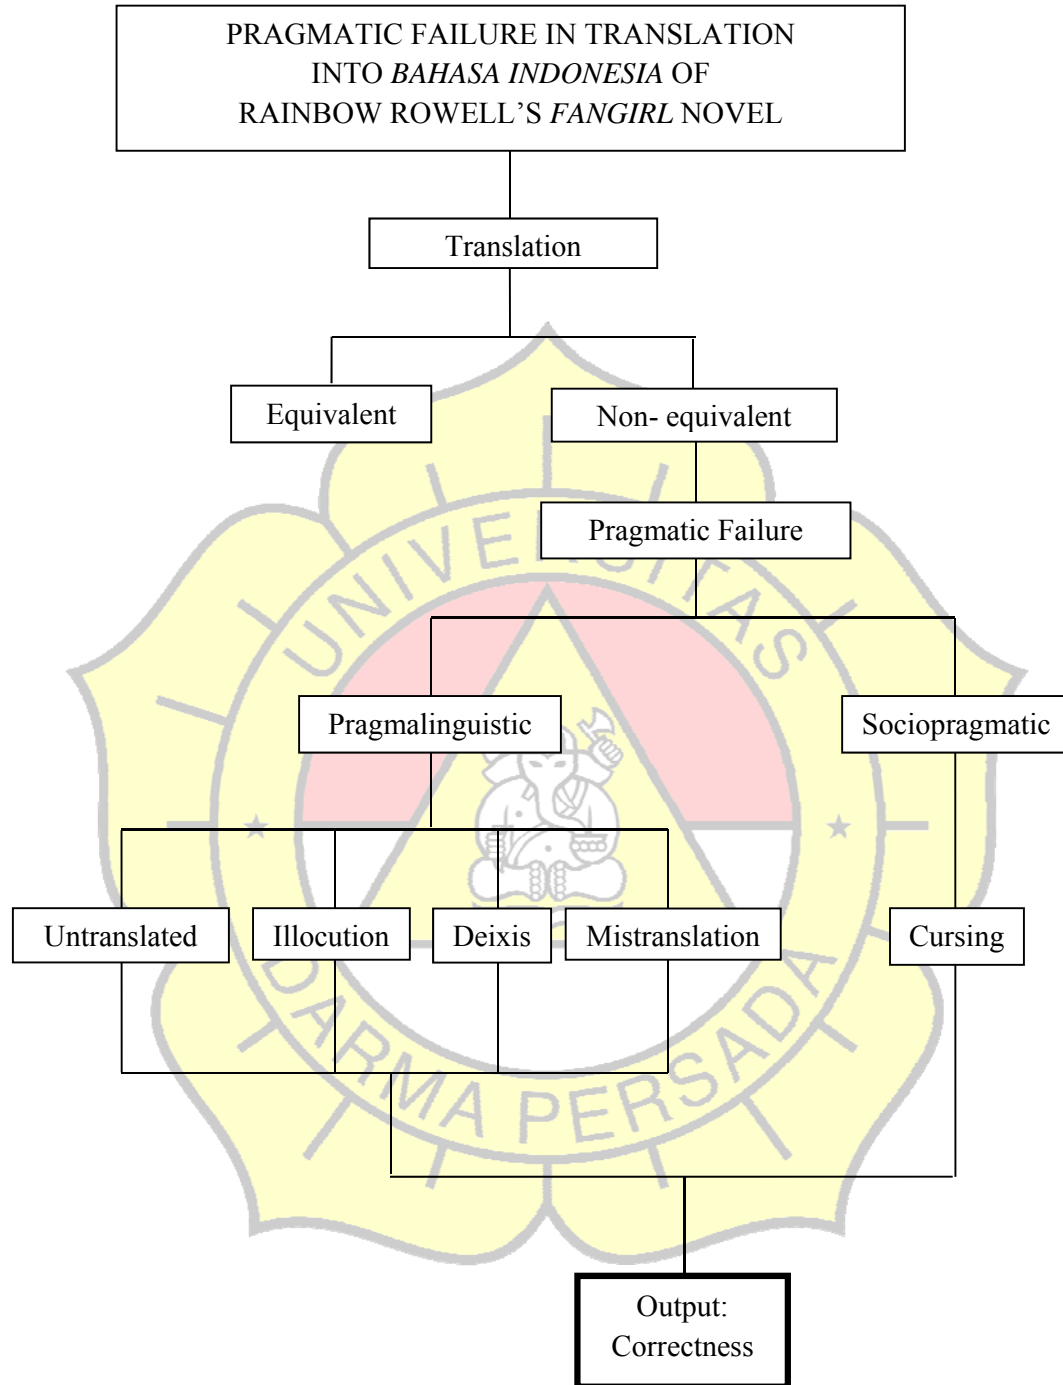 PRAGMATIC FAILURE IN TRANSLATION
INTO BAHASA INDONESIA OF
RAINBOW ROWELL’S FANGIRL NOVEL
Translation
Equivalent
Non- equivalent
Pragmatic Failure
UNIVERSITAS
Pragmalinguistic
Sociopragmatic
Untranslated
Illocution
Deixis
Mistranslation
Cursing
DARMA PERSADA
Output:
Correctness